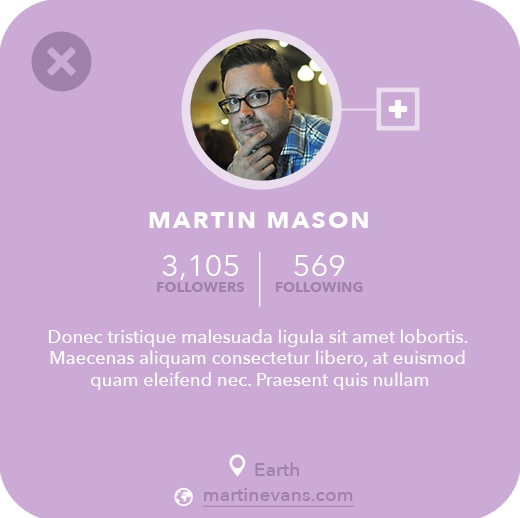 MARTIN MASON
3,105 569
FOLLOWERS FOLLOWING
Donec tristique malesuada ligula sit amet lobortis.
Maecenas aliquam consectetur libero, at euismod
quam eleifend nec. Praesent quis nullam
Earth
martinevans.com